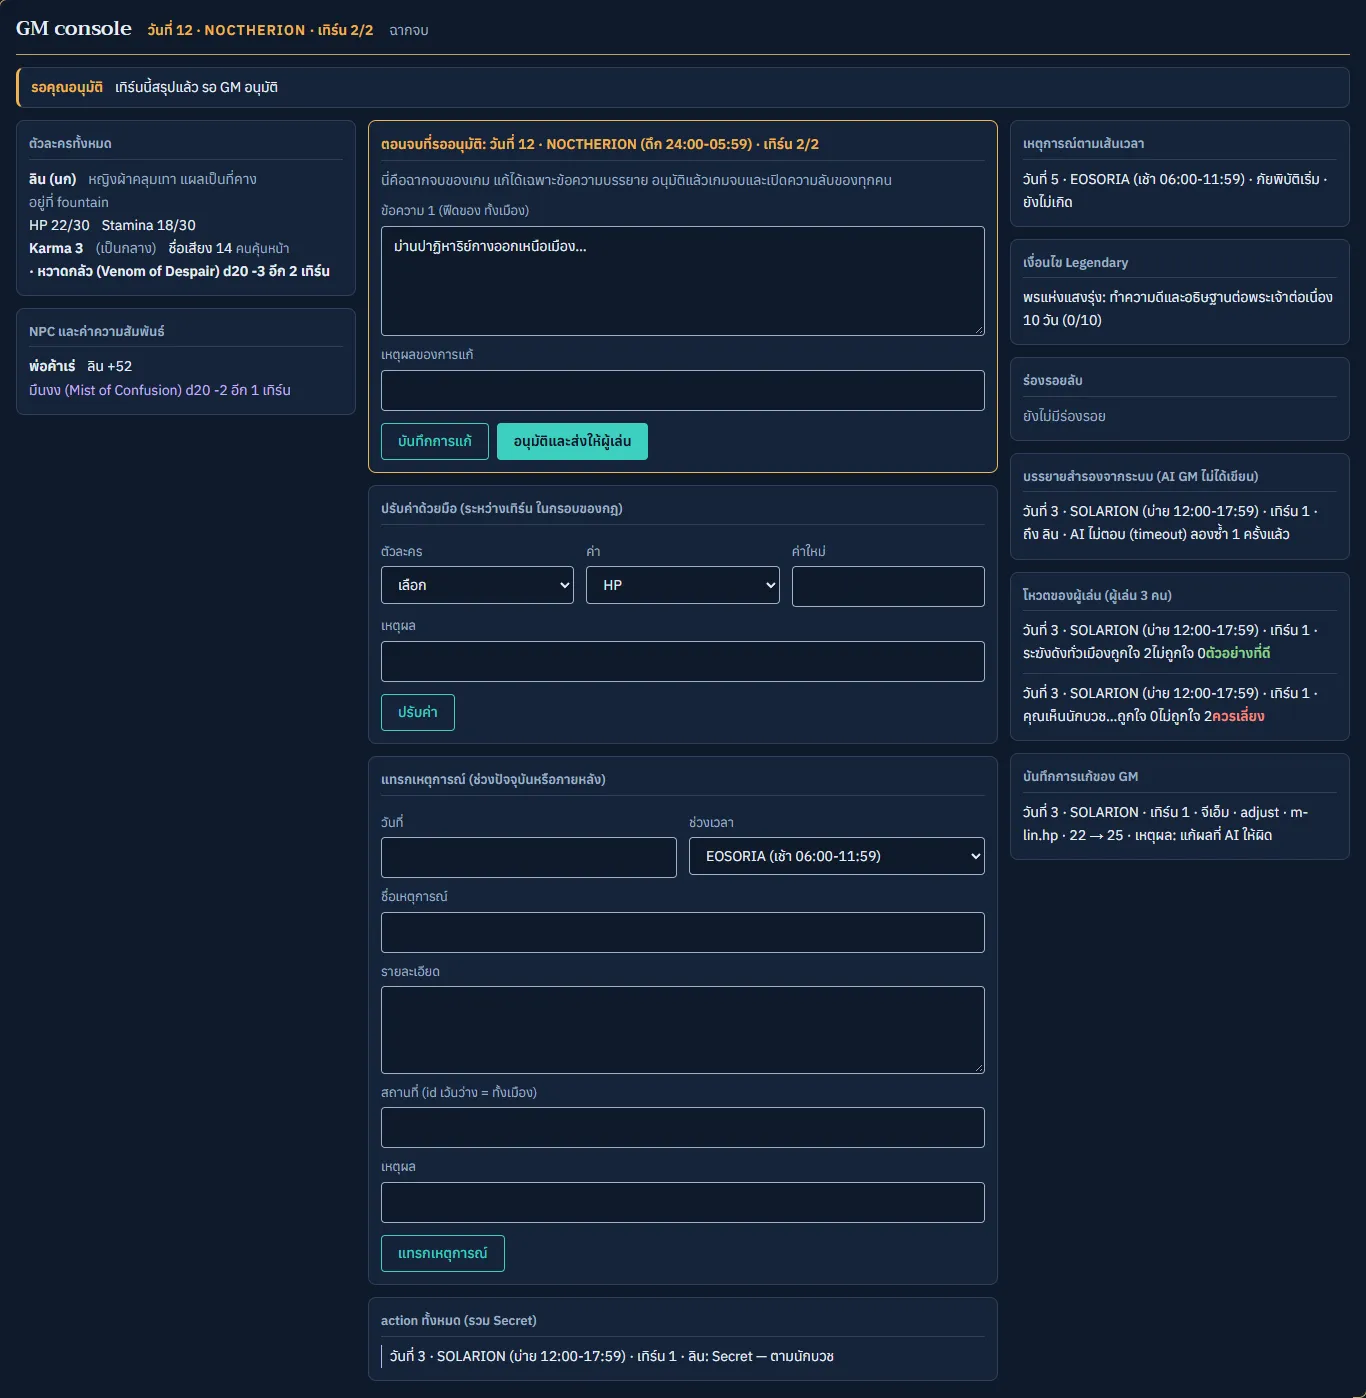 GM console วันที่ 12 · NOCTHERION · เทิร์น 2/2 ฉากจบ
รอคุณอนุมัติ เทิร์นนี้สรุปแล้ว รอ GM อนุมัติ
ตัวละครทั้งหมด
ลิน (นก) หญิงผ้าคลุมเทา แผลเป็นที่คาง
อยู่ที่ fountain
HP 22/30 Stamina 18/30
Karma 3 (เป็นกลาง) ชื่อเสียง 14 คนคุ้นหน้า
· หวาดกลัว (Venom of Despair) d20 -3 อีก 2 เทิร์น
NPC และค่าความสัมพันธ์
พ่อค้าเร่ ลิน +52
มึนงง (Mist of Confusion) d20 -2 อีก 1 เทิร์น
ตอนจบที่รออนุมัติ: วันที่ 12 · NOCTHERION (ดึก 24:00-05:59) · เทิร์น 2/2
นี่คือฉากจบของเกม แก้ได้เฉพาะข้อความบรรยาย อนุมัติแล้วเกมจบและเปิดความลับของทุกคน
ข้อความ 1 (ฟีดของ ทั้งเมือง)
ม่านปาฏิหาริย์กางออกเหนือเมือง...
เหตุผลของการแก้
บันทึกการแก้ อนุมัติและส่งให้ผู้เล่น
ปรับค่าด้วยมือ (ระหว่างเทิร์น ในกรอบของกฎ)
ตัวละคร ค่า ค่าใหม่
เลือก HP
เหตุผล
ปรับค่า
แทรกเหตุการณ์ (ช่วงปัจจุบันหรือภายหลัง)
วันที่ ช่วงเวลา
EOSORIA (เช้า 06:00-11:59)
ชื่อเหตุการณ์
รายละเอียด
สถานที่ (id เว้นว่าง = ทั้งเมือง)
เหตุผล
แทรกเหตุการณ์
action ทั้งหมด (รวม Secret)
วันที่ 3 · SOLARION (บ่าย 12:00-17:59) · เทิร์น 1 · ลิน: Secret — ตามนักบวช
เหตุการณ์ตามเส้นเวลา
วันที่ 5 · EOSORIA (เช้า 06:00-11:59) · ภัยพิบัติเริ่ม ·
ยังไม่เกิด
เงื่อนไข Legendary
พรแห่งแสงรุ่ง: ทำความดีและอธิษฐานต่อพระเจ้าต่อเนื่อง
10 วัน (0/10)
ร่องรอยลับ
ยังไม่มีร่องรอย
บรรยายสำรองจากระบบ (AI GM ไม่ได้เขียน)
วันที่ 3 · SOLARION (บ่าย 12:00-17:59) · เทิร์น 1 ·
ถึง ลิน · AI ไม่ตอบ (timeout) ลองซ้ำ 1 ครั้งแล้ว
โหวตของผู้เล่น (ผู้เล่น 3 คน)
วันที่ 3 · SOLARION (บ่าย 12:00-17:59) · เทิร์น 1 ·
ระฆังดังทั่วเมืองถูกใจ 2ไม่ถูกใจ 0ตัวอย่างที่ดี
วันที่ 3 · SOLARION (บ่าย 12:00-17:59) · เทิร์น 1 ·
คุณเห็นนักบวช...ถูกใจ 0ไม่ถูกใจ 2ควรเลี่ยง
บันทึกการแก้ของ GM
วันที่ 3 · SOLARION · เทิร์น 1 · จีเอ็ม · adjust · m-
lin.hp · 22 → 25 · เหตุผล: แก้ผลที่ AI ให้ผิด